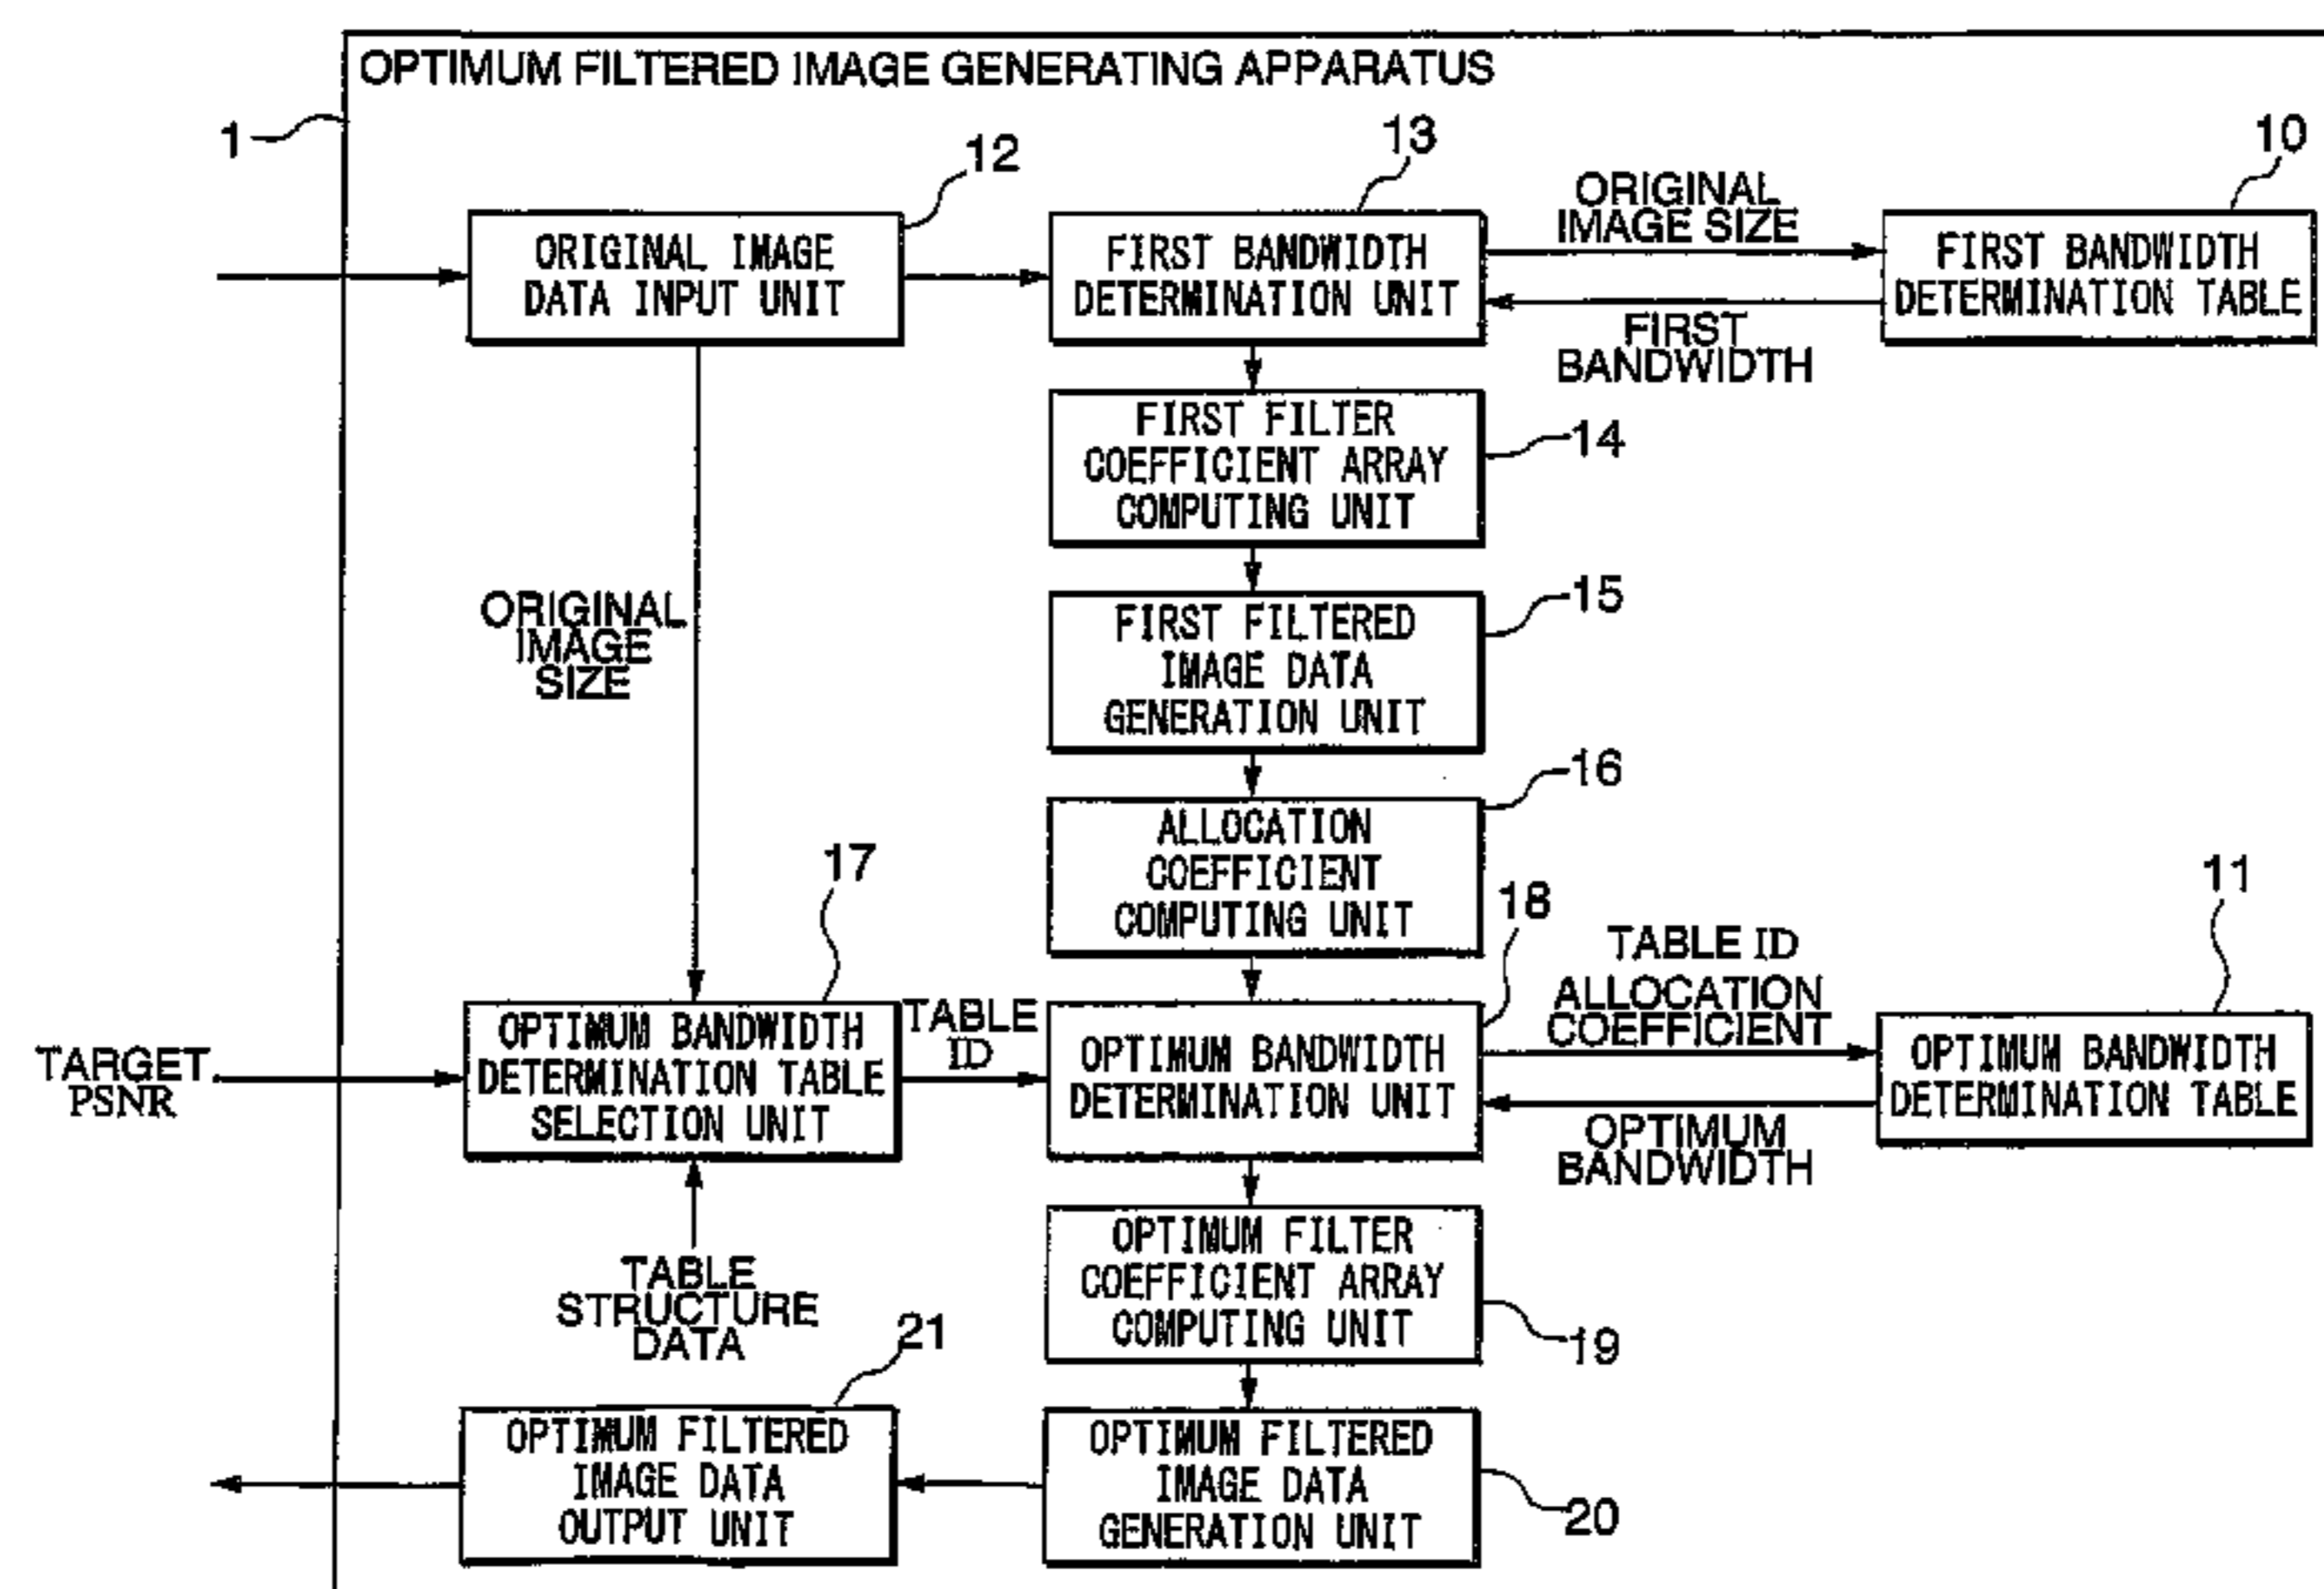 OPTIMUM FILTERED IMAGE GENERATING APPARATUS
1
12
13
10
ORIGINAL IMAGE
DATA INPUT UNIT
FIRST BANDWIDTH
DETERMINATION UNIT
ORIGINAL
IMAGE SIZE
FIRST
BANDWIDTH
FIRST BANDWIDTH
DETERMINATION TABLE
FIRST FILTER
COEFFICIENT ARRAY
COMPUTING UNIT
14
ORIGINAL
IMAGE
SIZE
FIRST FILTERED
IMAGE DATA
GENERATION UNIT
15
ALLOCATION
COEFFICIENT
COMPUTING UNIT
16
17
18
11
TARGET
PSNR
OPTIMUM BANDWIDTH
DETERMINATION TABLE
SELECTION UNIT
TABLE
ID
OPTIMUM BANDWIDTH
DETERMINATION UNIT
TABLE ID
ALLOCATION
COEFFICIENT
OPTIMUM
BANDWIDTH
OPTIMUM BANDWIDTH
DETERMINATION TABLE
TABLE
STRUCTURE
DATA
OPTIMUM FILTER
COEFFICIENT ARRAY
COMPUTING UNIT
19
21
OPTIMUM FILTERED
IMAGE DATA
OUTPUT UNIT
OPTIMUM FILTERED
IMAGE DATA
GENERATION UNIT
20